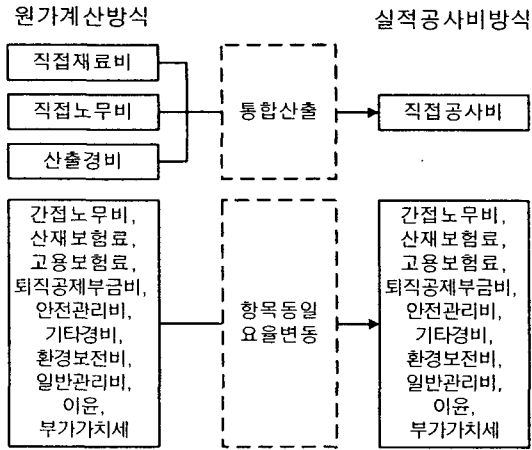 원가계산방식
실적공사비방식
직접재료비
직접노무비
산출경비
통합산출
직접공사비
간접노무비,
산재보험료,
고용보험료,
퇴직공제부금비,
안전관리비,
기타경비,
환경보전비,
일반관리비,
이윤,
부가가치세
항목동일
요율변동
간접노무비,
산재보험료,
고용보험료,
퇴직공제부금비,
안전관리비,
기타경비,
환경보전비,
일반관리비,
이윤,
부가가치세